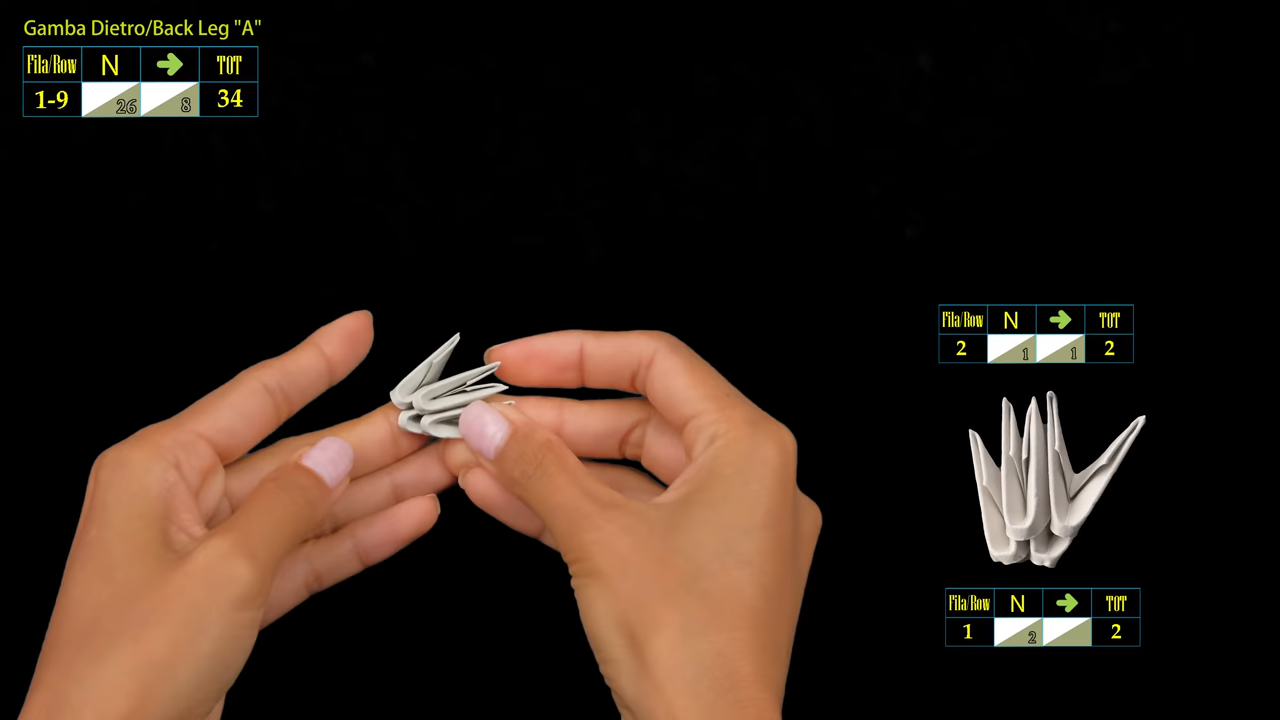 Gamba Dietro/Back Leg "A"
Fila/Row N TOT
1-9 26 8 34
Fila/Row N TOT
2 1 1 2
Fila/Row N TOT
1 2 2